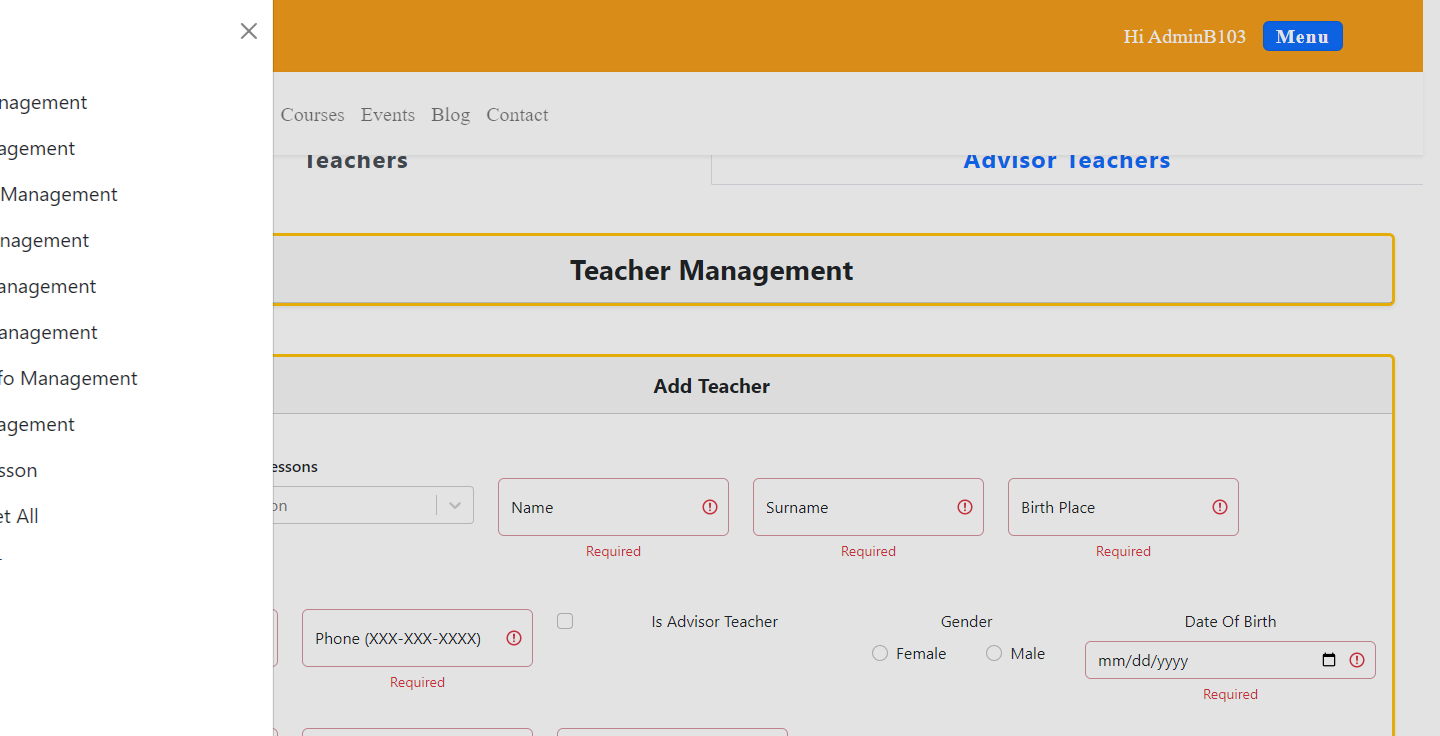 Hi AdminB103 Menu
Courses Events Blog Contact
Teachers Advisor Teachers
nagement
agement
Management
nagement
anagement
anagement
fo Management
agement
sson
et All
Teacher Management
Add Teacher
essons
on
Name
Surname
Birth Place
Required Required Required
Phone (XXX-XXX-XXXX)
Required
Is Advisor Teacher
Gender
Female Male
Date Of Birth
mm/dd/yyyy
Required